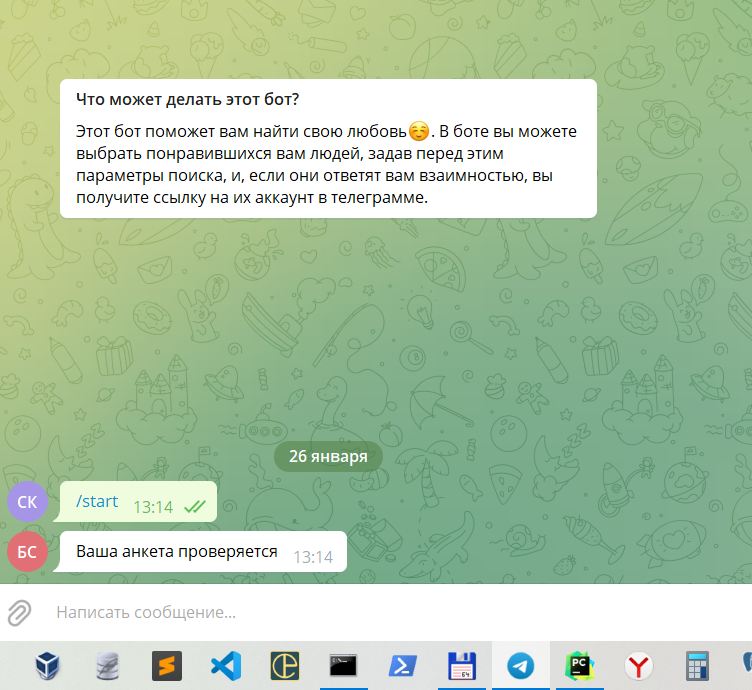 Что может делать этот бот?
Этот бот поможет вам найти свою любовь☺️. В боте вы можете
выбрать понравившихся вам людей, задав перед этим
параметры поиска, и, если они ответят вам взаимностью, вы
получите ссылку на их аккаунт в телеграмме.
26 января
СК
/start 13:14
БС
Ваша анкета проверяется 13:14
Написать сообщение...
64
PC